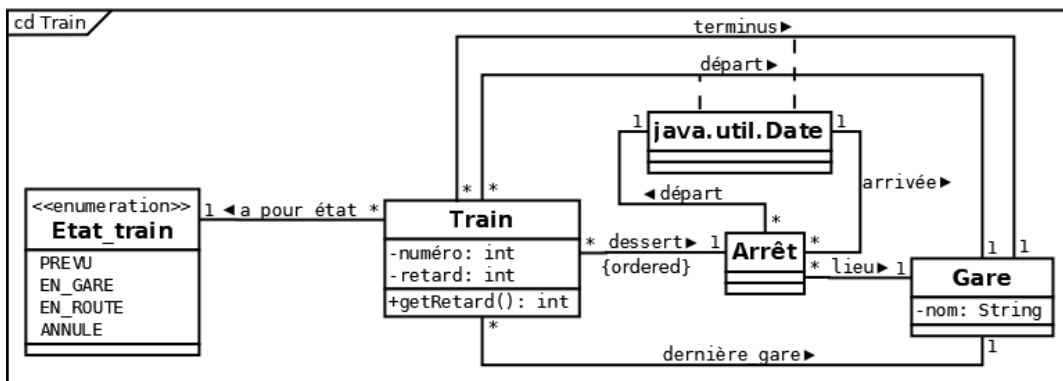 cd Train
terminus ▶
départ ▶
1 java.util.Date 1
◀ départ
arrivée ▶
<<enumeration>>
Etat_train
PREVU
EN_GARE
EN_ROUTE
ANNULE
1 ◀ a pour état *
* *
Train
-numéro: int
-retard: int
+getRetard(): int
*
* dessert ▶ 1
{ordered}
*
Arrêt
*
* lieu ▶ 1
1 1
Gare
-nom: String
1
dernière_gare ▶